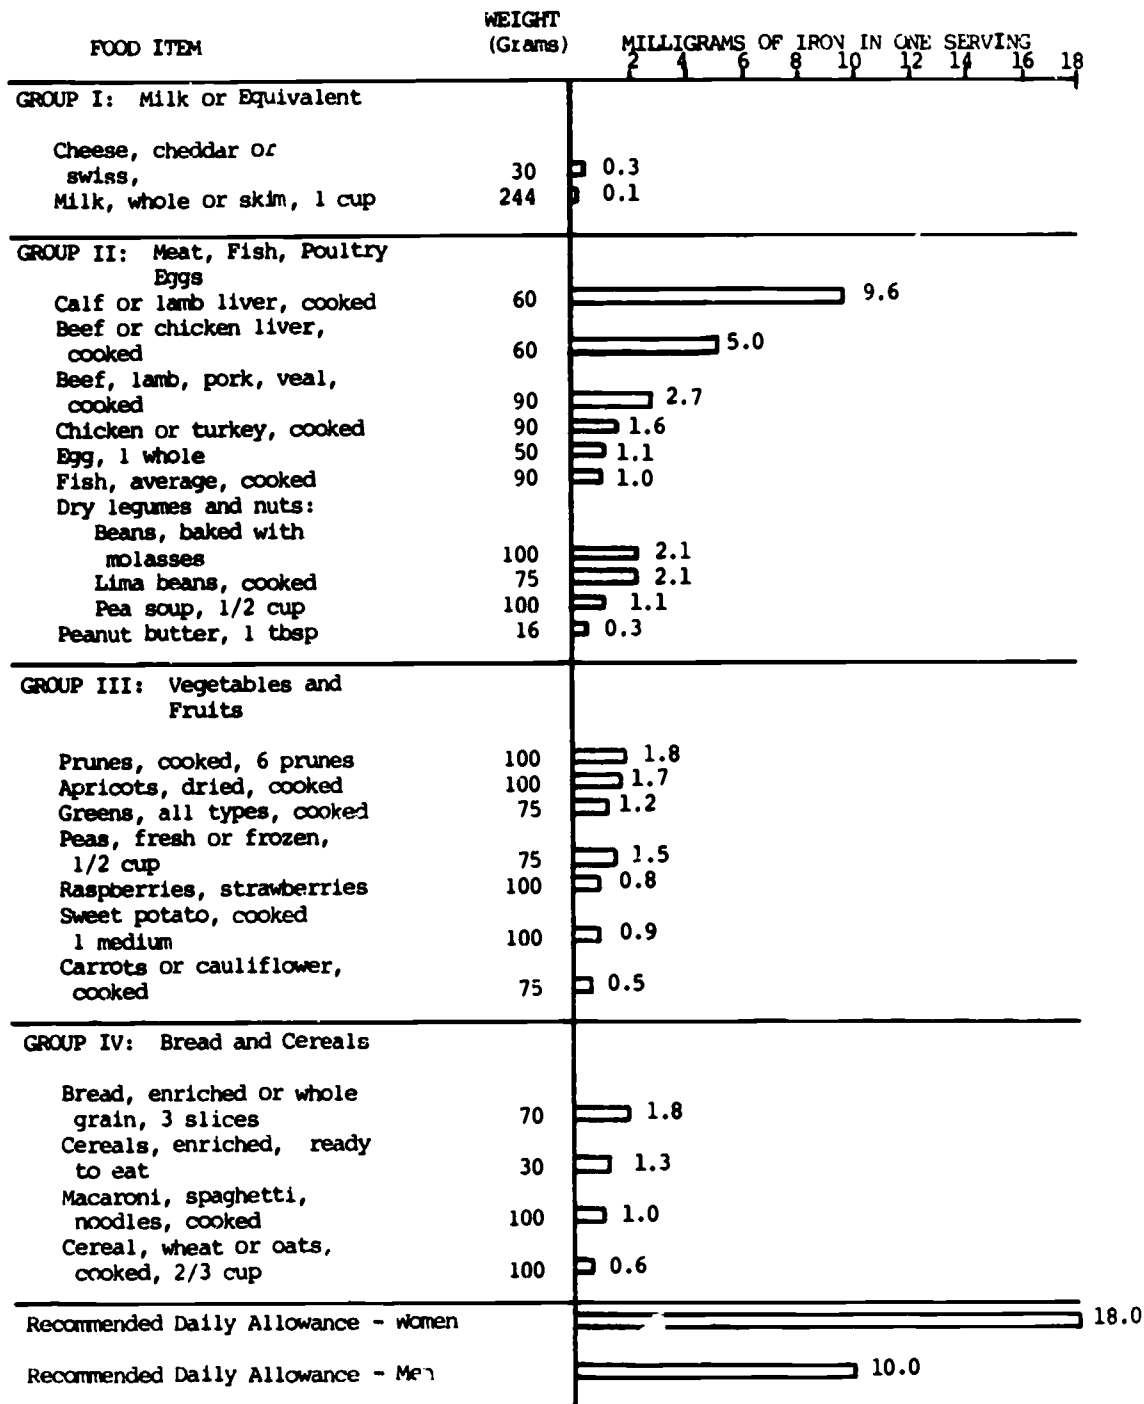 WEIGHT
FOOD ITEM (Grams) MILLIGRAMS OF IRON IN ONE SERVING
2 4 6 8 10 12 14 16 18
GROUP I: Milk or Equivalent
Cheese, cheddar or
swiss, 30 0.3
Milk, whole or skim, 1 cup 244 0.1
GROUP II: Meat, Fish, Poultry
Eggs
Calf or lamb liver, cooked 60 9.6
Beef or chicken liver,
cooked 60 5.0
Beef, lamb, pork, veal,
cooked 90 2.7
Chicken or turkey, cooked 90 1.6
Egg, 1 whole 50 1.1
Fish, average, cooked 90 1.0
Dry legumes and nuts:
Beans, baked with
molasses 100 2.1
Lima beans, cooked 75 2.1
Pea soup, 1/2 cup 100 1.1
Peanut butter, 1 tbsp 16 0.3
GROUP III: Vegetables and
Fruits
Prunes, cooked, 6 prunes 100 1.8
Apricots, dried, cooked 100 1.7
Greens, all types, cooked 75 1.2
Peas, fresh or frozen,
1/2 cup 75 1.5
Raspberries, strawberries 100 0.8
Sweet potato, cooked
1 medium 100 0.9
Carrots or cauliflower,
cooked 75 0.5
GROUP IV: Bread and Cereals
Bread, enriched or whole
grain, 3 slices 70 1.8
Cereals, enriched, ready
to eat 30 1.3
Macaroni, spaghetti,
noodles, cooked 100 1.0
Cereal, wheat or oats,
cooked, 2/3 cup 100 0.6
Recommended Daily Allowance - women 18.0
Recommended Daily Allowance - Men 10.0